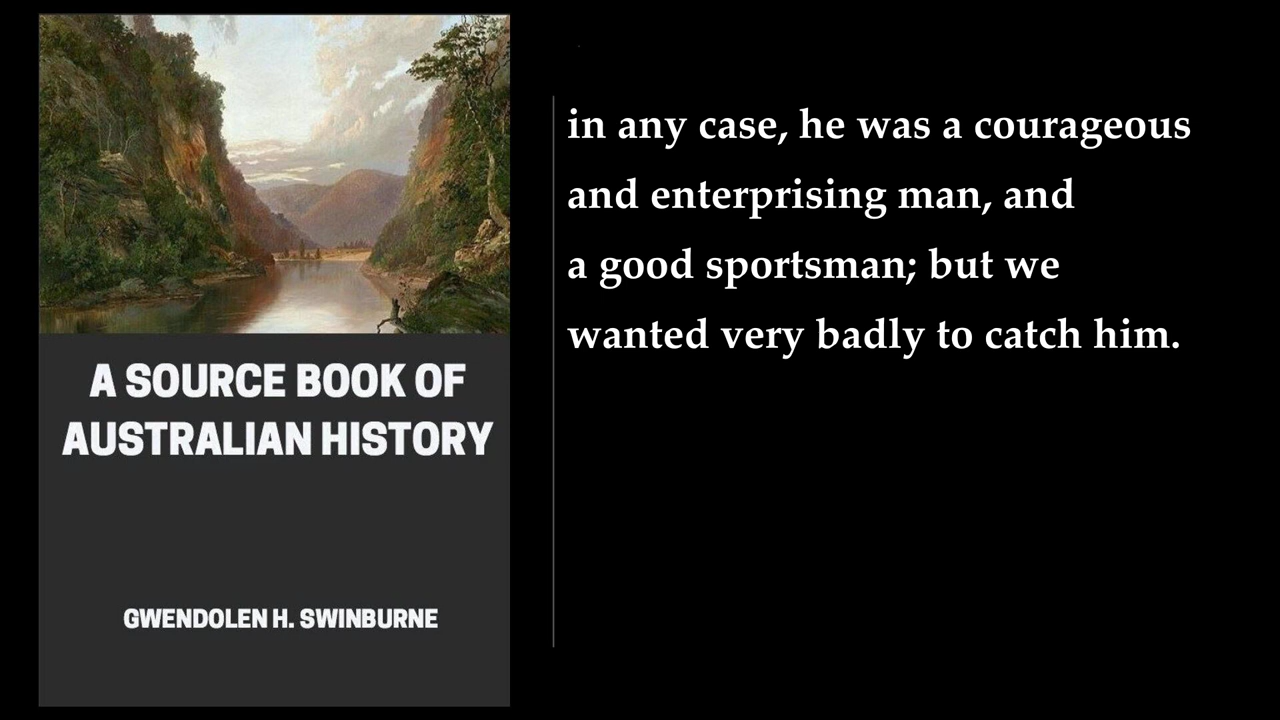 A SOURCE BOOK OF
AUSTRALIAN HISTORY
GWENDOLEN H. SWINBURNE
in any case, he was a courageous
and enterprising man, and
a good sportsman; but we
wanted very badly to catch him.